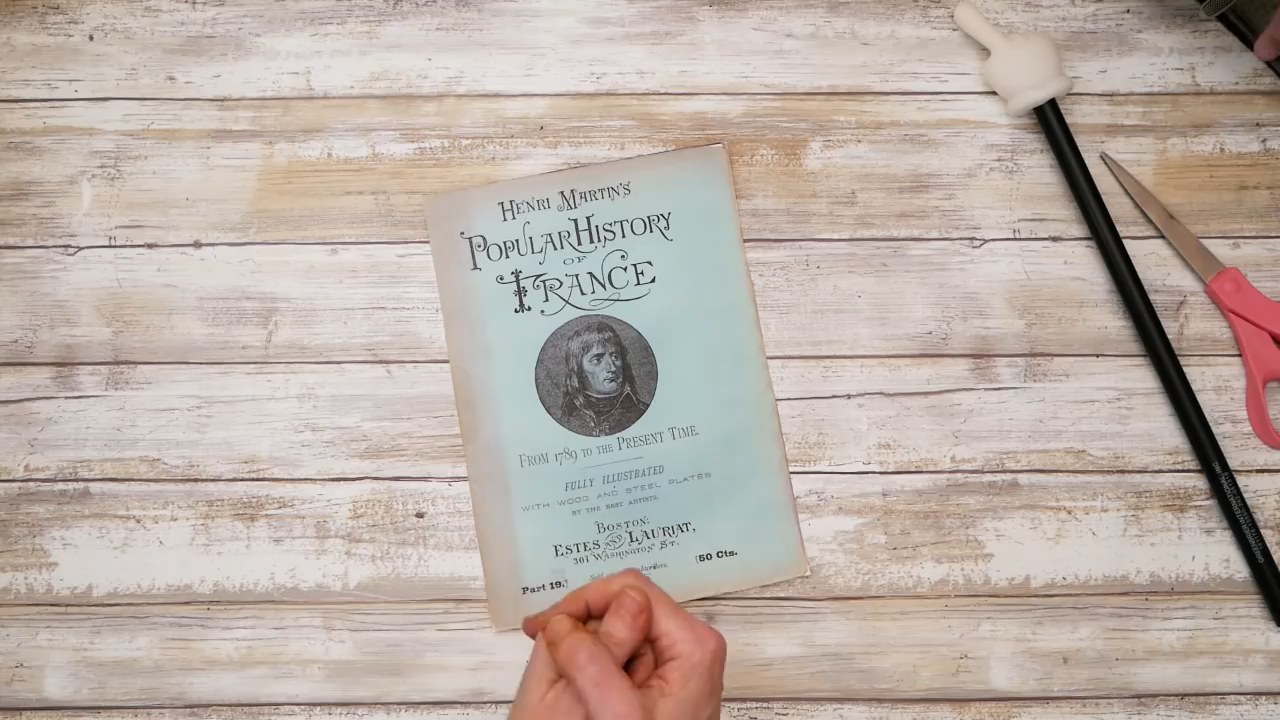 HENRI MARTIN'S
POPULAR HISTORY
OF
FRANCE
FROM 1789 TO THE PRESENT TIME.
FULLY ILLUSTRATED
WITH WOOD AND STEEL PLATES
BY THE BEST ARTISTS.
BOSTON:
ESTES AND LAURIAT,
301 WASHINGTON ST.
Part 19.] [50 Cts.